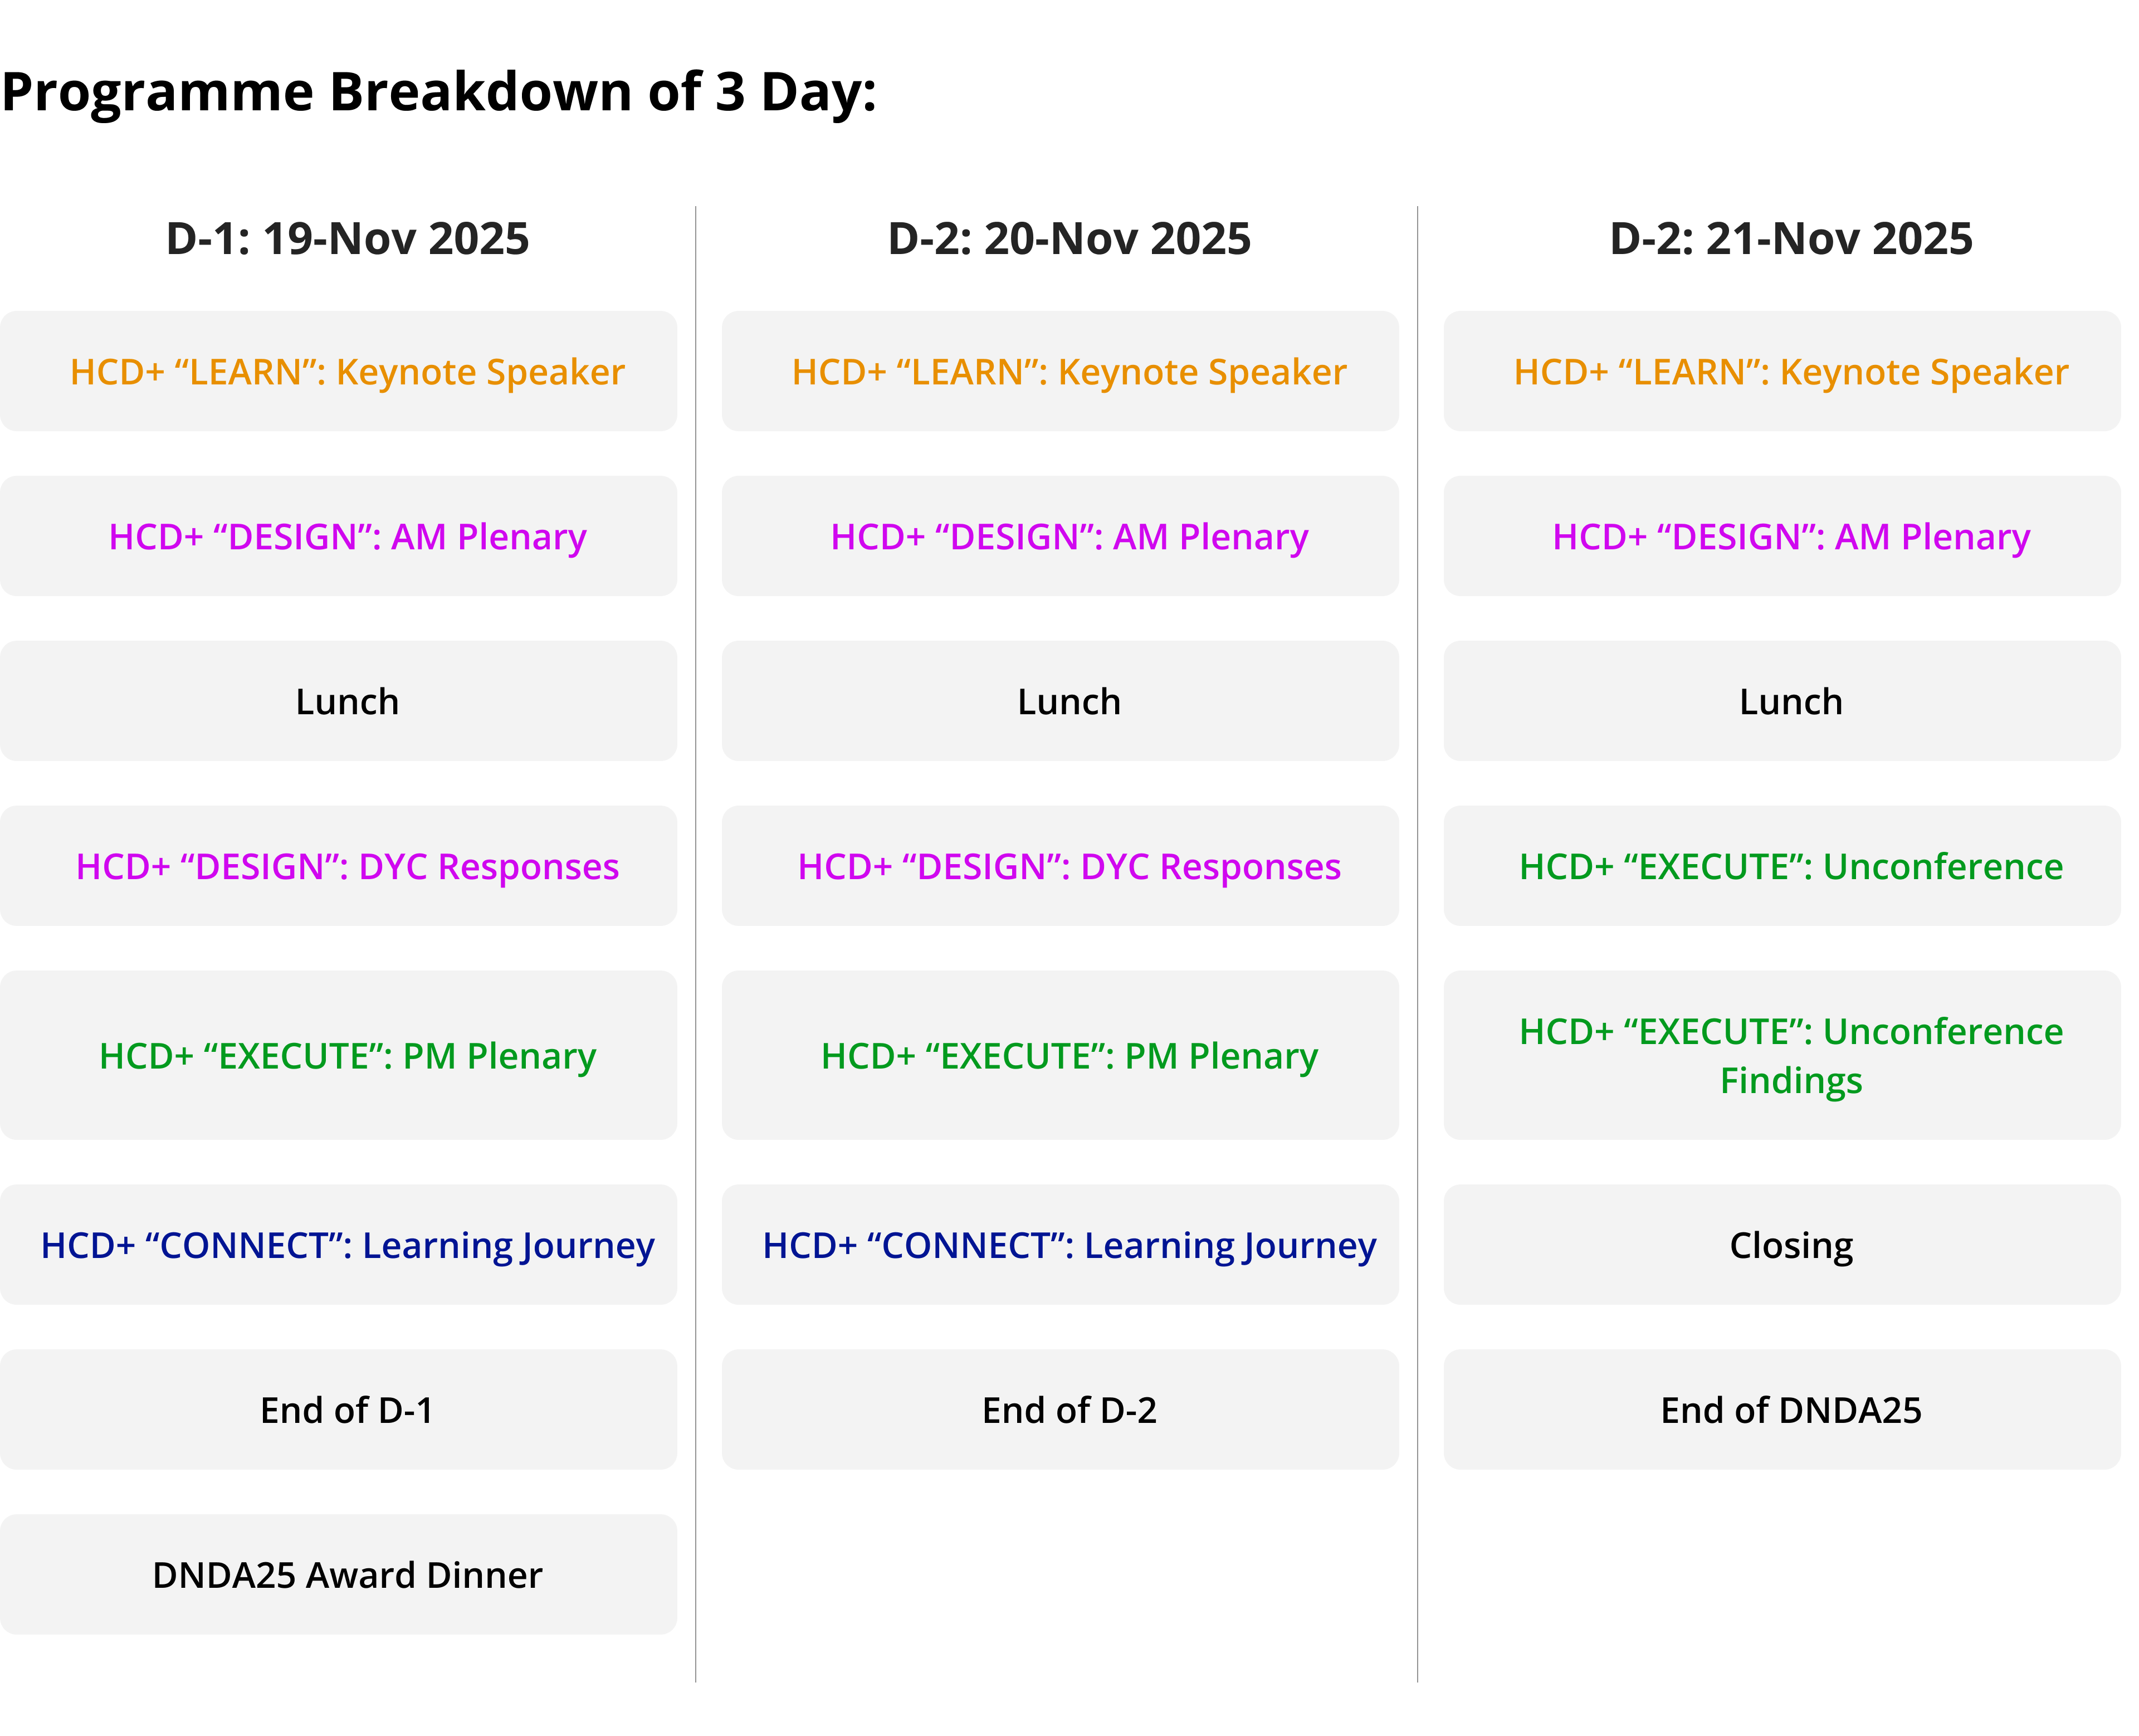 Programme Breakdown of 3 Day:
D-1: 19-Nov 2025
HCD+ “LEARN”: Keynote Speaker
HCD+ “DESIGN”: AM Plenary
Lunch
HCD+ “DESIGN”: DYC Responses
HCD+ “EXECUTE”: PM Plenary
HCD+ “CONNECT”: Learning Journey
End of D-1
DNDA25 Award Dinner
D-2: 20-Nov 2025
HCD+ “LEARN”: Keynote Speaker
HCD+ “DESIGN”: AM Plenary
Lunch
HCD+ “DESIGN”: DYC Responses
HCD+ “EXECUTE”: PM Plenary
HCD+ “CONNECT”: Learning Journey
End of D-2
D-2: 21-Nov 2025
HCD+ “LEARN”: Keynote Speaker
HCD+ “DESIGN”: AM Plenary
Lunch
HCD+ “EXECUTE”: Unconference
HCD+ “EXECUTE”: Unconference
Findings
Closing
End of DNDA25